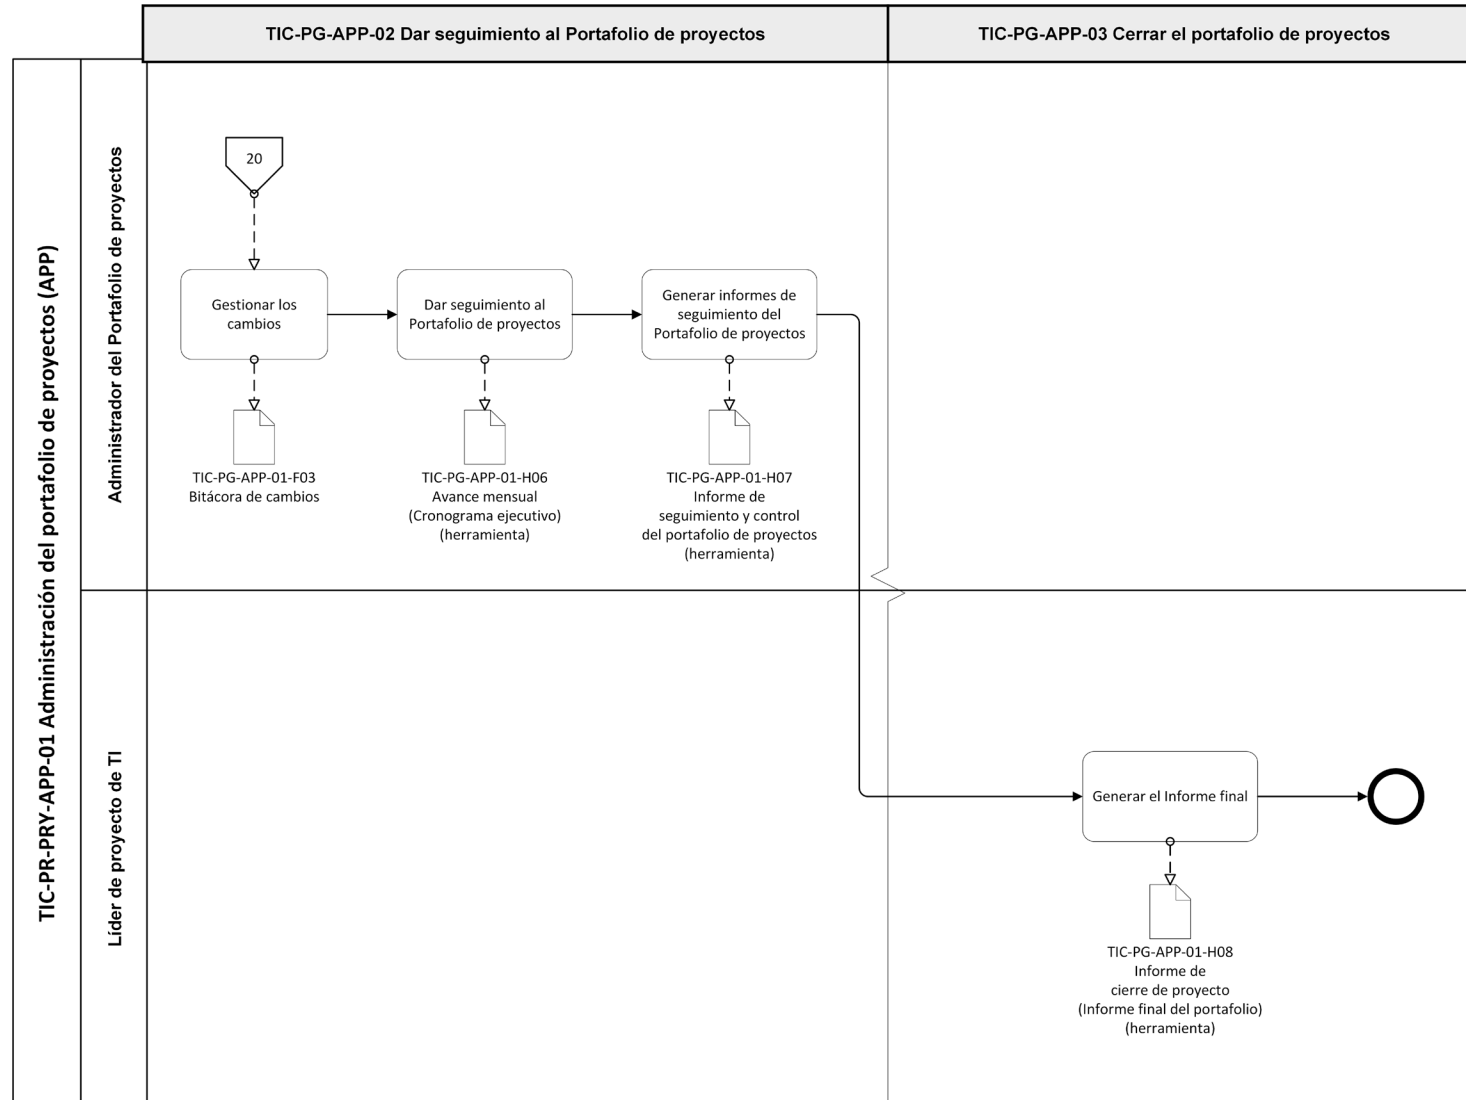 TIC-PG-APP-02 Dar seguimiento al Portafolio de proyectos
TIC-PG-APP-03 Cerrar el portafolio de proyectos
TIC-PR-PRY-APP-01 Administración del portafolio de proyectos (APP)
Administrador del Portafolio de proyectos
20
Gestionar los
cambios
Dar seguimiento al
Portafolio de proyectos
Generar informes de
seguimiento del
Portafolio de proyectos
TIC-PG-APP-01-F03
Bitácora de cambios
TIC-PG-APP-01-H06
Avance mensual
(Cronograma ejecutivo)
(herramienta)
TIC-PG-APP-01-H07
Informe de
seguimiento y control
del portafolio de proyectos
(herramienta)
Líder de proyecto de TI
Generar el Informe final
TIC-PG-APP-01-H08
Informe de
cierre de proyecto
(Informe final del portafolio)
(herramienta)